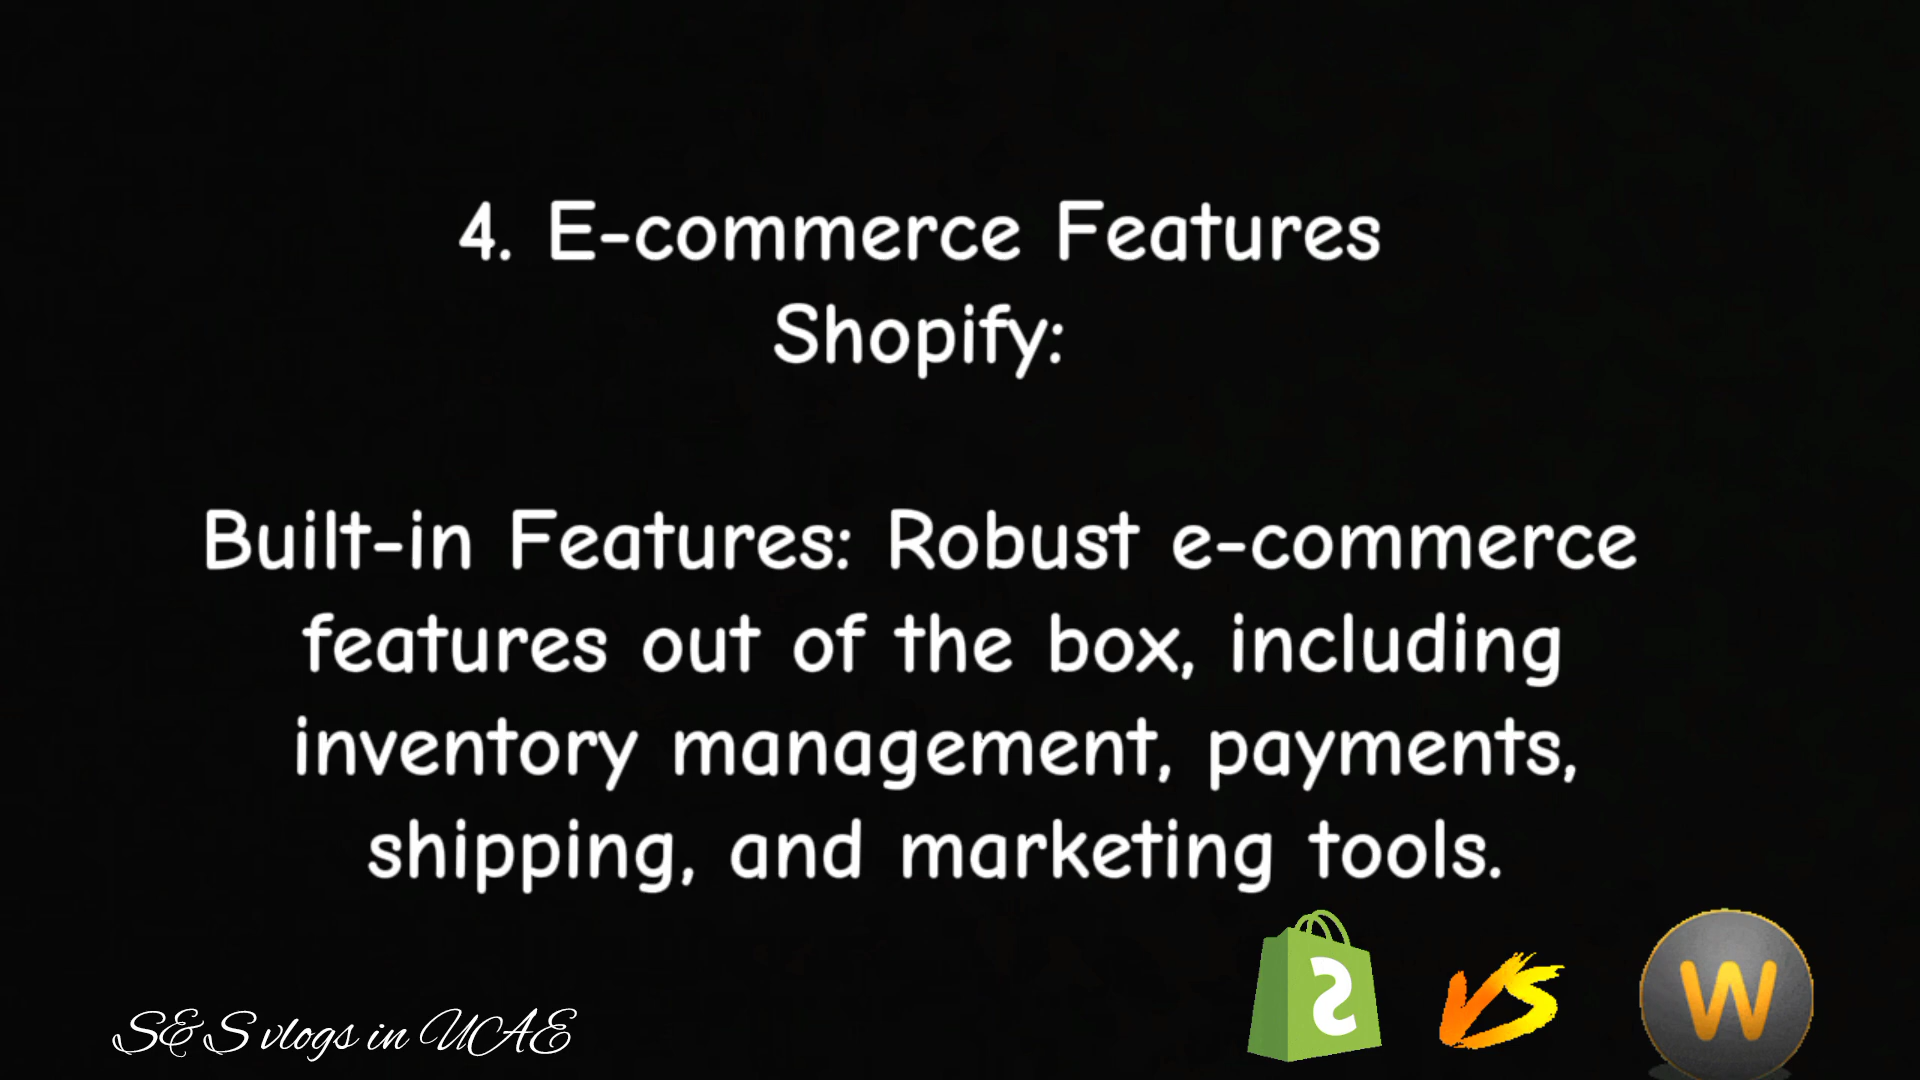 4. E-commerce Features
Shopify:
Built-in Features: Robust e-commerce
features out of the box, including
inventory management, payments,
shipping, and marketing tools.
S
VS
W
S&S vlogs in UAE